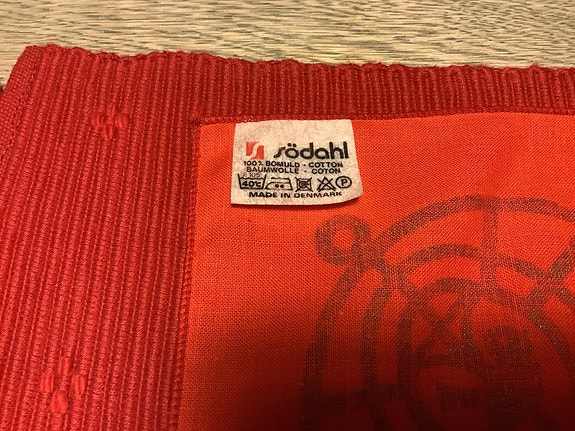 södahl
100% BOMULD • COTTON
BAUMWOLLE • COTON
40°C P
MADE IN DENMARK